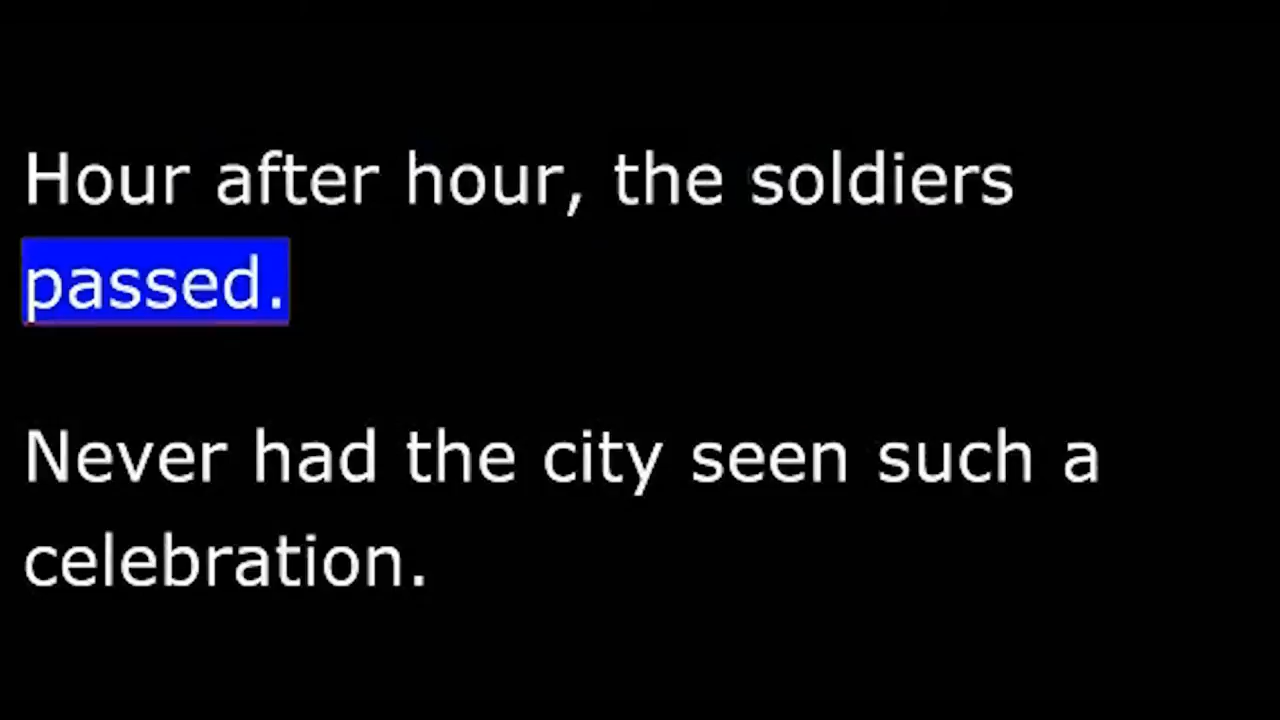 Hour after hour, the soldiers
passed.
Never had the city seen such a
celebration.